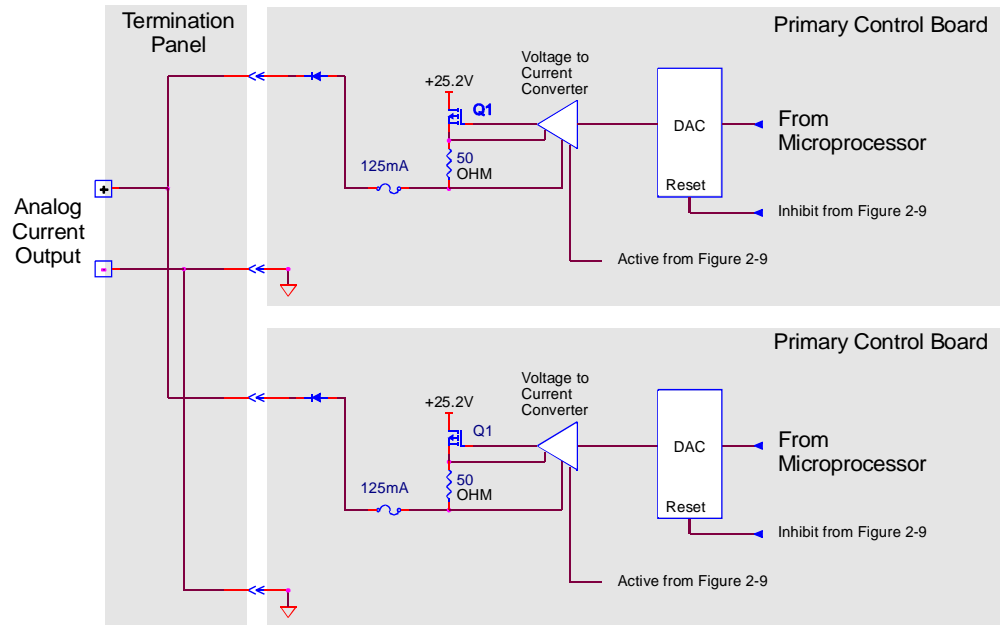 Termination
Panel
Primary Control Board
Voltage to
Current
Converter
+25.2V
Q1
DAC
From
Microprocessor
125mA
50
OHM
Reset
Inhibit from Figure 2-9
Active from Figure 2-9
+
Analog
Current
Output
-
Primary Control Board
Voltage to
Current
Converter
+25.2V
Q1
DAC
From
Microprocessor
125mA
50
OHM
Reset
Inhibit from Figure 2-9
Active from Figure 2-9